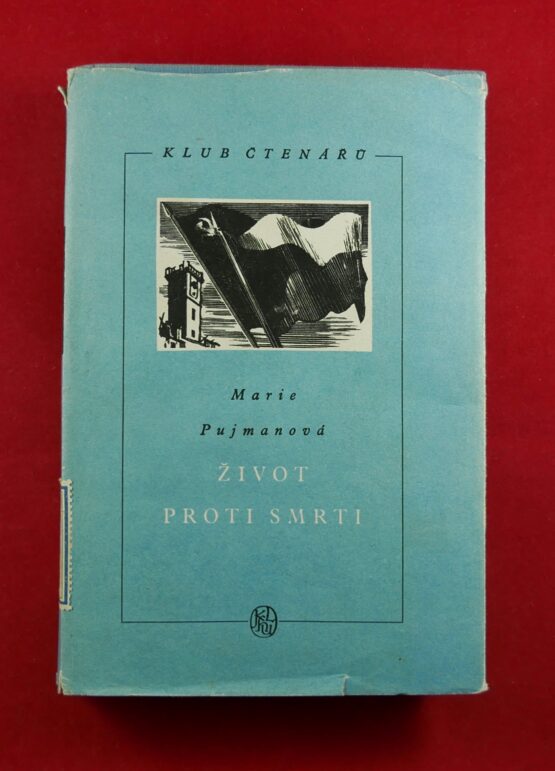 KLUB ČTENÁŘŮ
Marie
Pujmanová
ŽIVOT
PROTI SMRTI